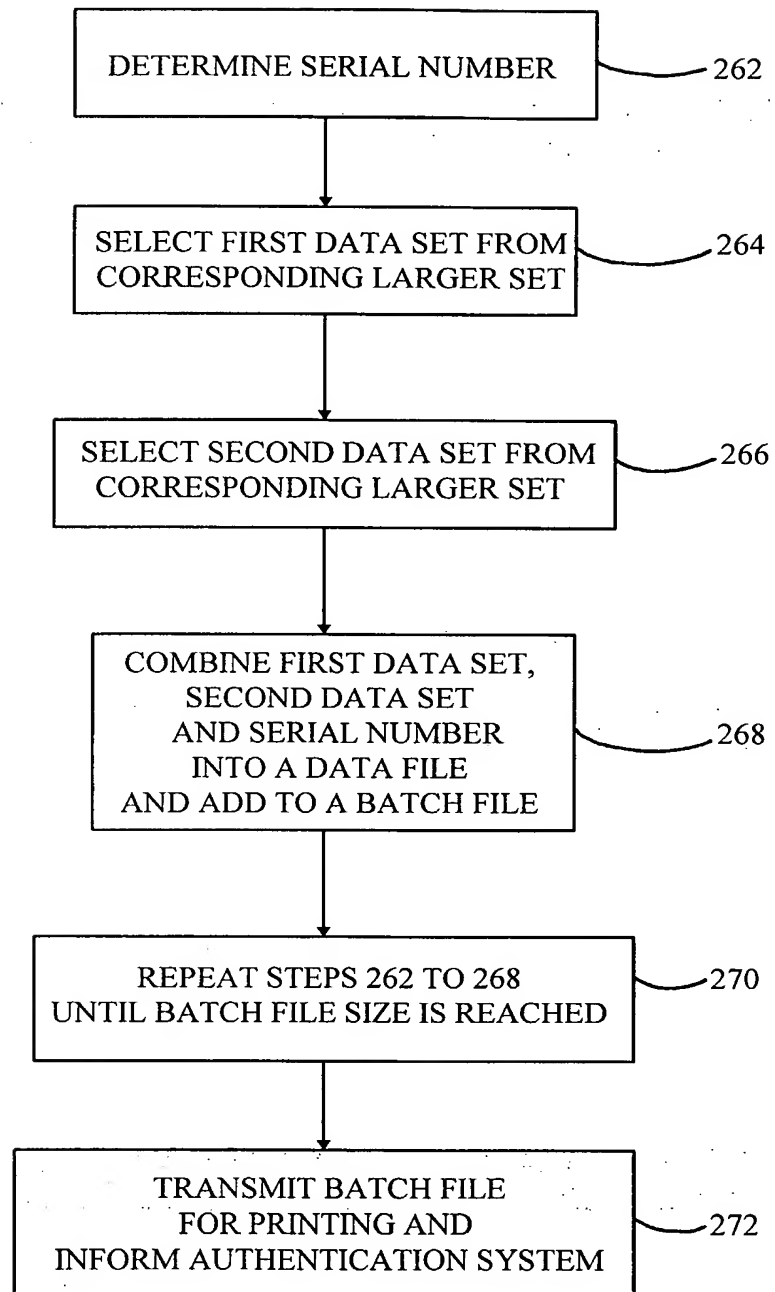 DETERMINE SERIAL NUMBER
262
SELECT FIRST DATA SET FROM
CORRESPONDING LARGER SET
264
SELECT SECOND DATA SET FROM
CORRESPONDING LARGER SET
266
COMBINE FIRST DATA SET,
SECOND DATA SET
AND SERIAL NUMBER
INTO A DATA FILE
AND ADD TO A BATCH FILE
268
REPEAT STEPS 262 TO 268
UNTIL BATCH FILE SIZE IS REACHED
270
TRANSMIT BATCH FILE
FOR PRINTING AND
INFORM AUTHENTICATION SYSTEM
272